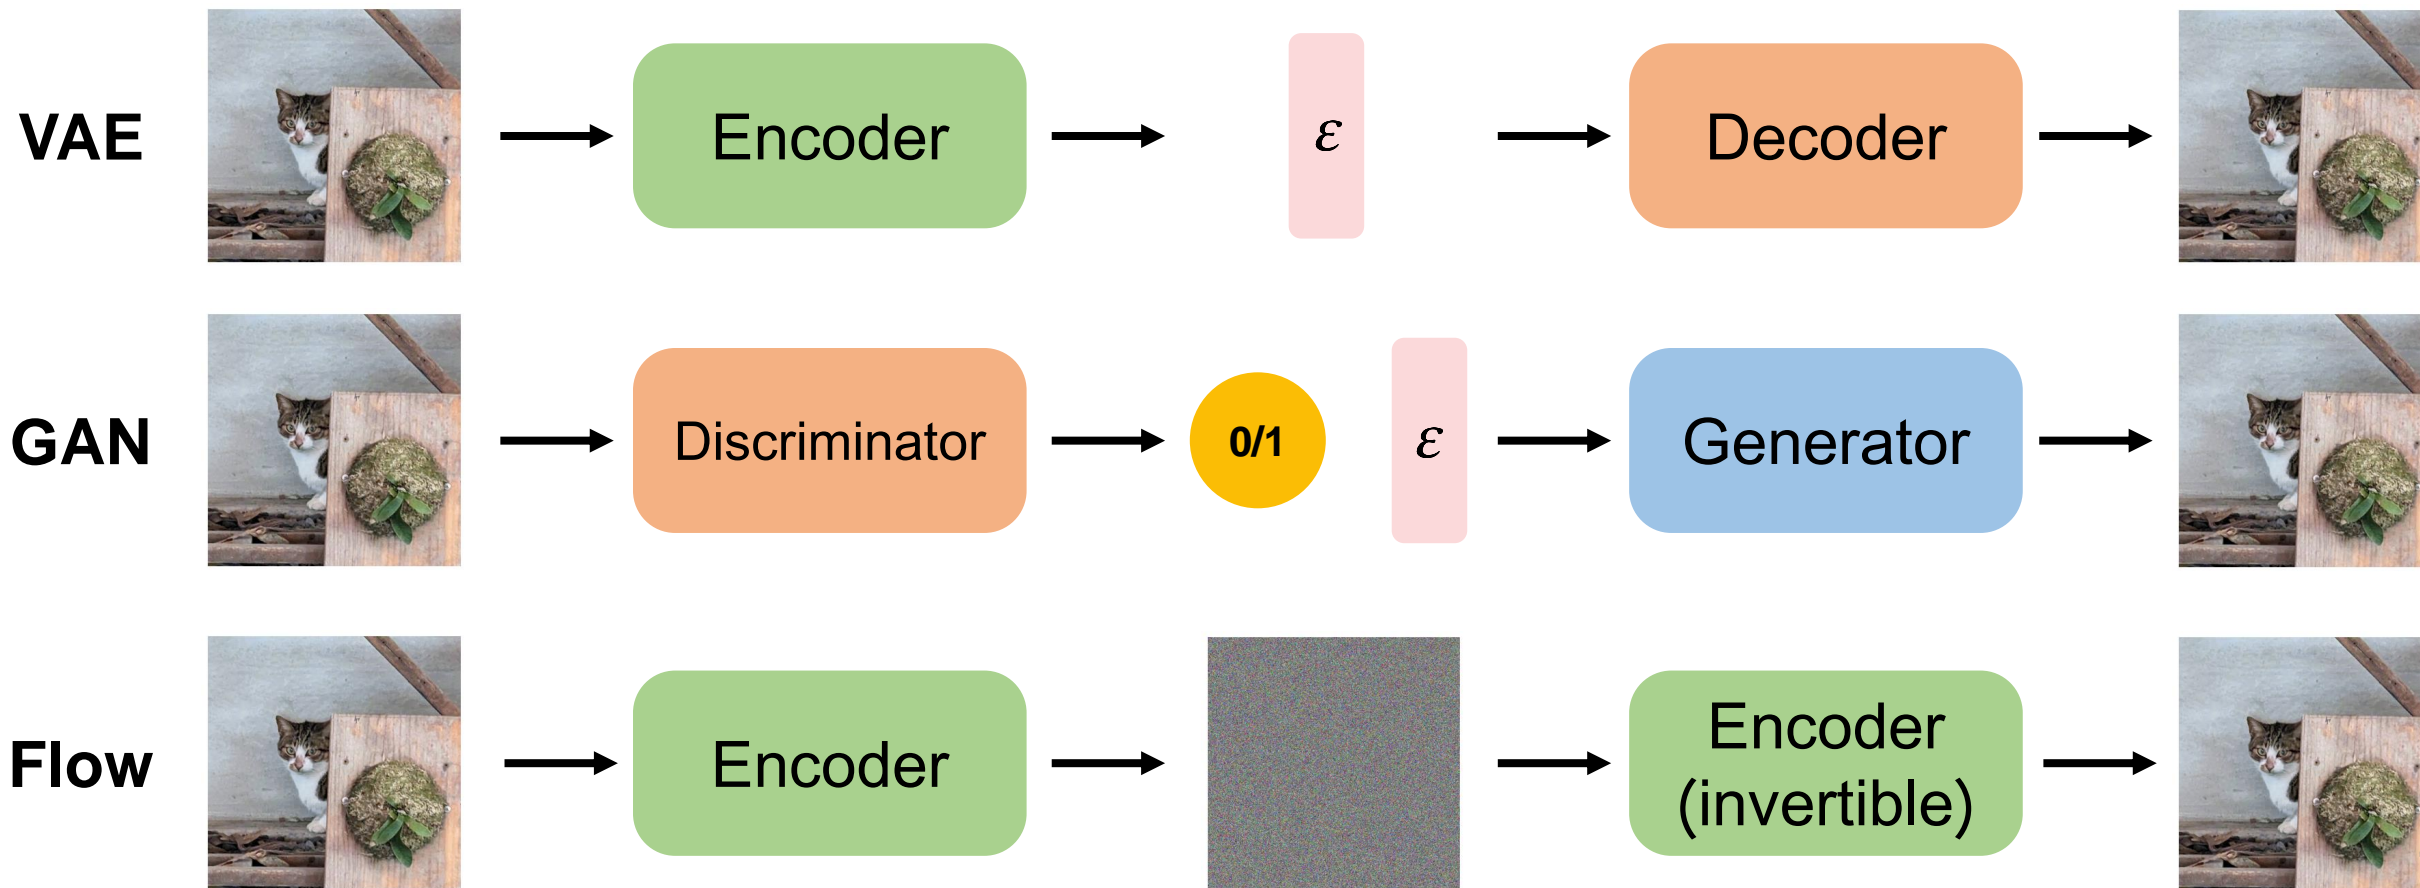 VAE
Encoder
ε
Decoder
GAN
Discriminator
0/1
ε
Generator
Flow
Encoder
Encoder
(invertible)